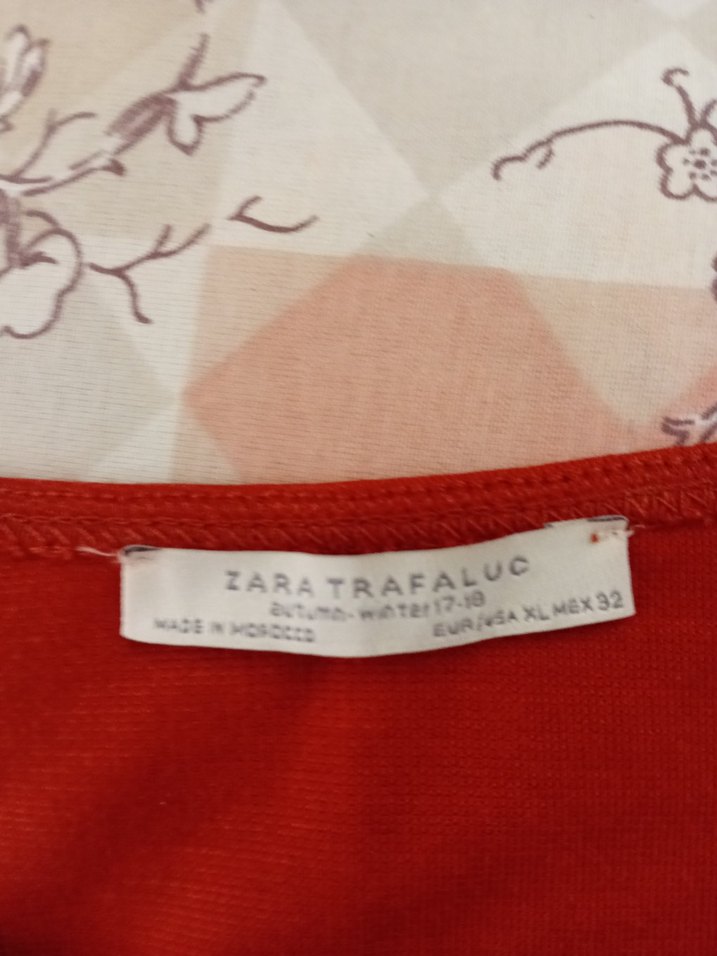 ZARA TRAFALUC
autumn-winter 17-18
MADE IN MOROCCO
EUR/USA XL MEX 32